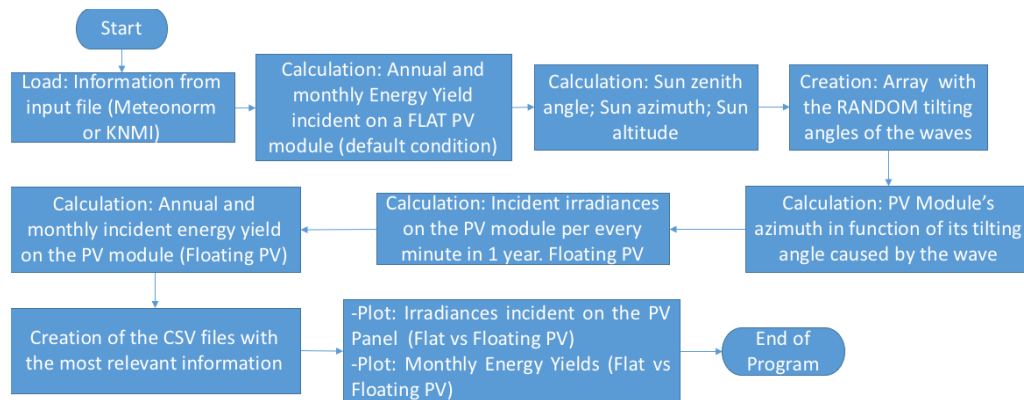 Start
Load: Information from
input file (Meteonorm
or KNMI)
Calculation: Annual and
monthly Energy Yield
incident on a FLAT PV
module (default condition)
Calculation: Sun zenith
angle; Sun azimuth; Sun
altitude
Creation: Array with
the RANDOM tilting
angles of the waves
Calculation: PV Module's
azimuth in function of its tilting
angle caused by the wave
Calculation: Incident irradiances
on the PV module per every
minute in 1 year. Floating PV
Calculation: Annual and
monthly incident energy yield
on the PV module (Floating PV)
Creation of the CSV files with
the most relevant information
-Plot: Irradiances incident on the PV
Panel (Flat vs Floating PV)
-Plot: Monthly Energy Yields (Flat vs
Floating PV)
End of
Program